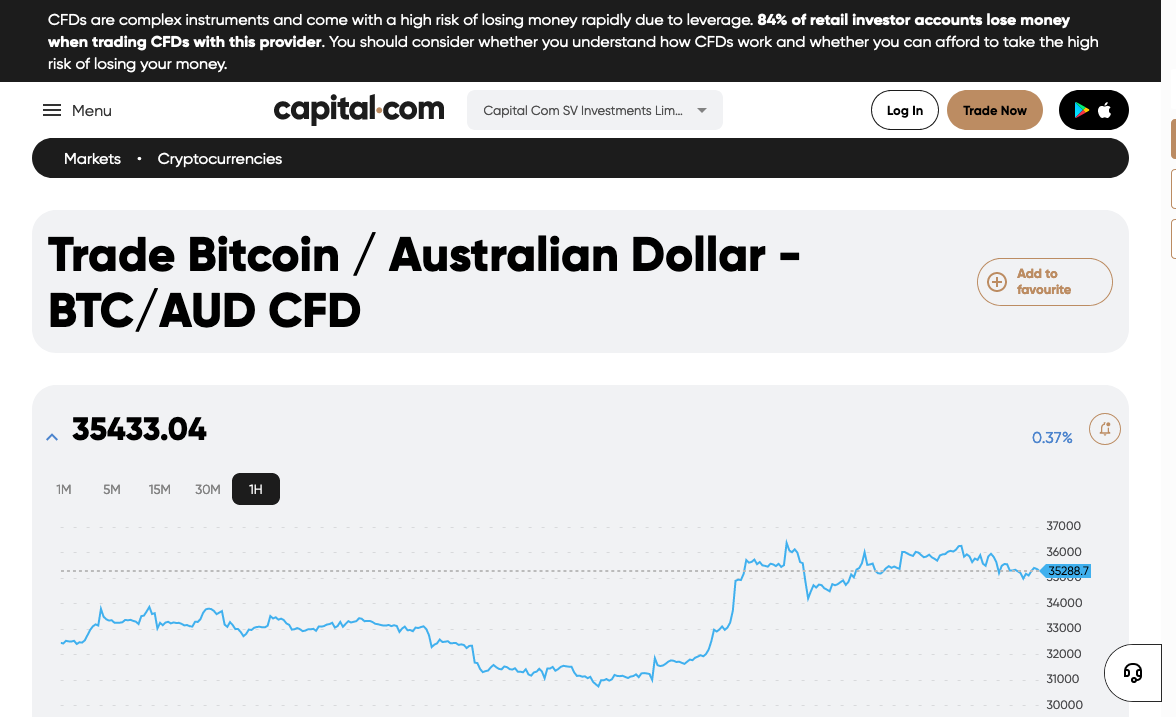 CFDs are complex instruments and come with a high risk of losing money rapidly due to leverage. 84% of retail investor accounts lose money
when trading CFDs with this provider. You should consider whether you understand how CFDs work and whether you can afford to take the high
risk of losing your money.
Menu
capital.com
Capital Com SV Investments Lim...
Log In
Trade Now
Markets • Cryptocurrencies
Trade Bitcoin / Australian Dollar -
BTC/AUD CFD
Add to
favourite
35433.04
0.37%
1M 5M 15M 30M 1H
37000
36000
35288.7
35000
34000
33000
32000
31000
30000